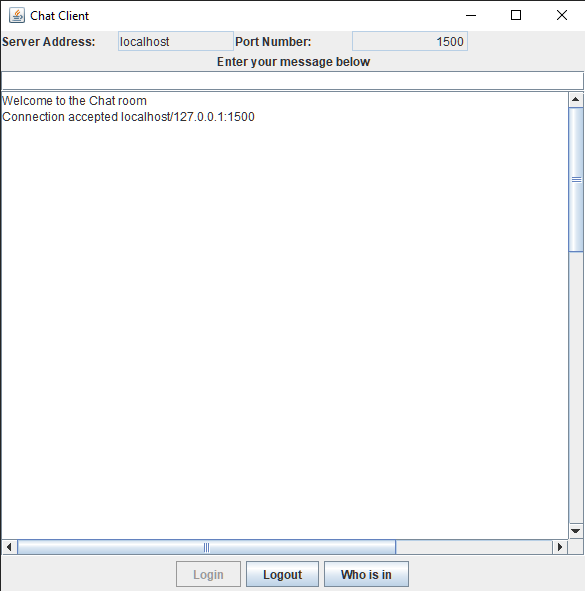 Chat Client
Server Address: localhost Port Number: 1500
Enter your message below
Welcome to the Chat room
Connection accepted localhost/127.0.0.1:1500
Login Logout Who is in